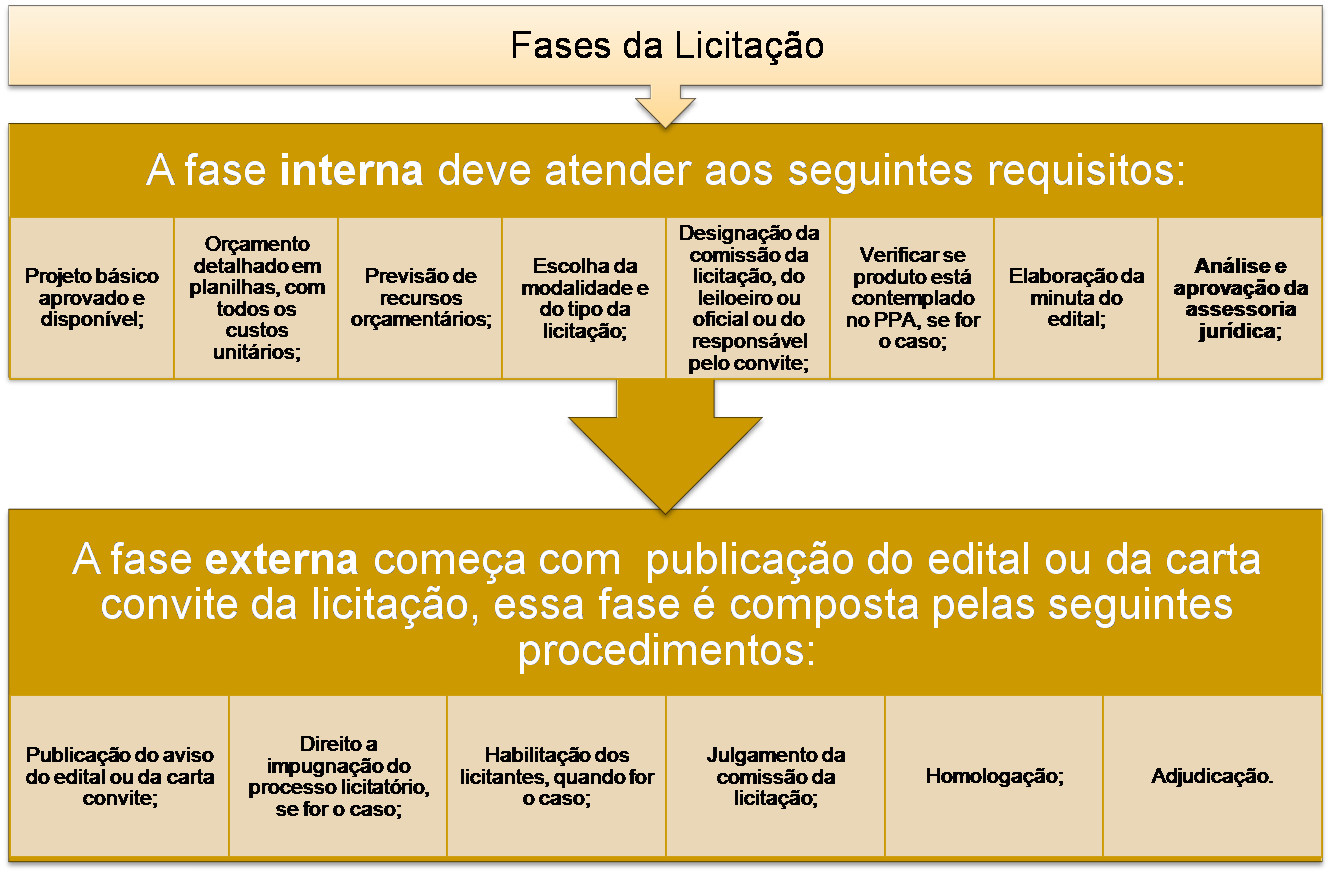 Fases da Licitação
A fase interna deve atender aos seguintes requisitos:
Projeto básico
aprovado e
disponível;
Orçamento
detalhado em
planilhas, com
todos os
custos
unitários;
Previsão de
recursos
orçamentários;
Escolha da
modalidade e
do tipo da
licitação;
Designação da
comissão da
licitação, do
leiloeiro ou
oficial ou do
responsável
pelo convite;
Verificar se
produto está
contemplado
no PPA, se for
o caso;
Elaboração da
minuta do
edital;
Análise e
aprovação da
assessoria
jurídica;
A fase externa começa com  publicação do edital ou da carta
convite da licitação, essa fase é composta pelas seguintes
procedimentos:
Publicação do aviso
do edital ou da carta
convite;
Direito a
impugnação do
processo licitatório,
se for o caso;
Habilitação dos
licitantes, quando for
o caso;
Julgamento da
comissão da
licitação;
Homologação;
Adjudicação.